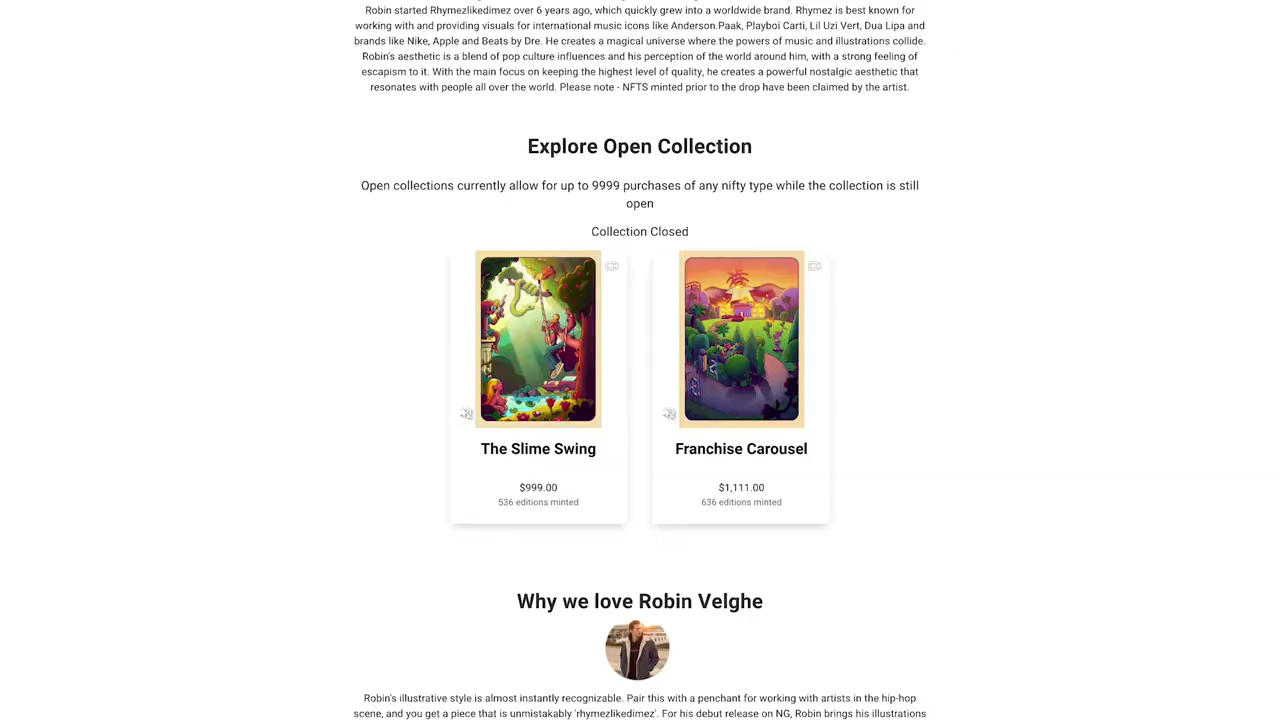 Robin started Rhymezlikedimez over 6 years ago, which quickly grew into a worldwide brand. Rhymez is best known for
working with and providing visuals for international music icons like Anderson.Paak, Playboi Carti, Lil Uzi Vert, Dua Lipa and
brands like Nike, Apple and Beats by Dre. He creates a magical universe where the powers of music and illustrations collide.
Robin's aesthetic is a blend of pop culture influences and his perception of the world around him, with a strong feeling of
escapism to it. With the main focus on keeping the highest level of quality, he creates a powerful nostalgic aesthetic that
resonates with people all over the world. Please note - NFTS minted prior to the drop have been claimed by the artist.
Explore Open Collection
Open collections currently allow for up to 9999 purchases of any nifty type while the collection is still
open
Collection Closed
The Slime Swing
$999.00
536 editions minted
Franchise Carousel
$1,111.00
636 editions minted
Why we love Robin Velghe
Robin's illustrative style is almost instantly recognizable. Pair this with a penchant for working with artists in the hip-hop
scene, and you get a piece that is unmistakably 'rhymezlikedimez'. For his debut release on NG, Robin brings his illustrations